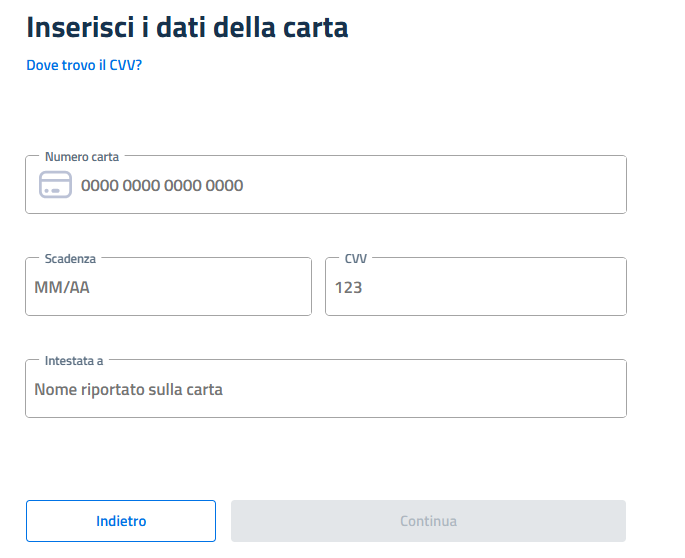 Inserisci i dati della carta
Dove trovo il CVV?
Numero carta
0000 0000 0000 0000
Scadenza
MM/AA
CVV
123
Intestata a
Nome riportato sulla carta
Indietro
Continua